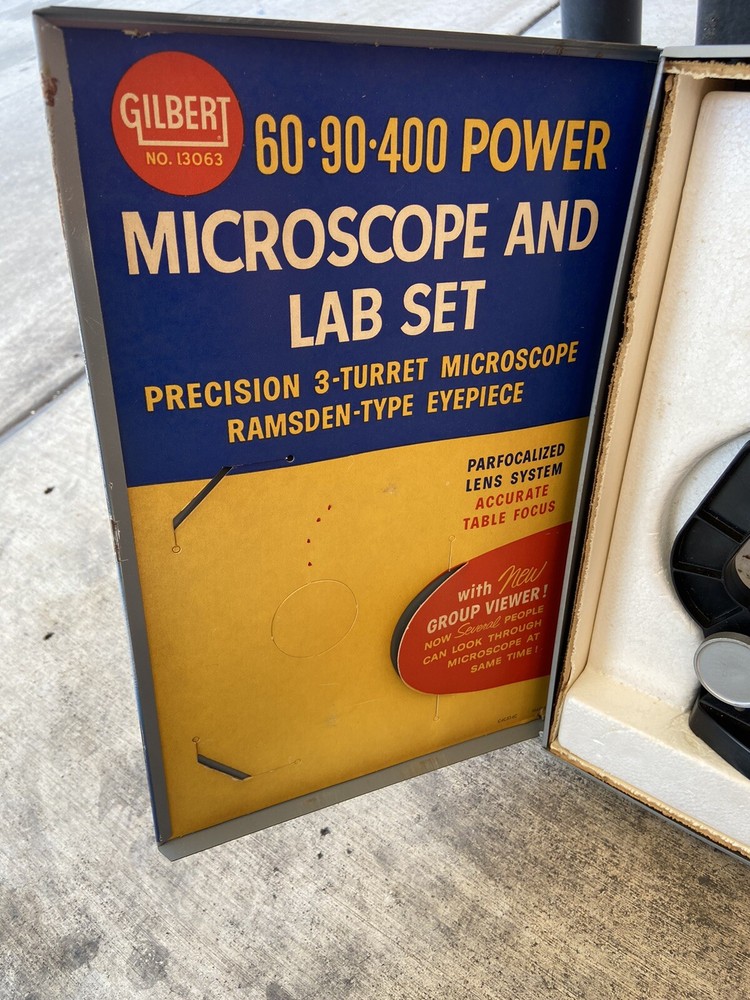 GILBERT
NO. 13063
60·90·400 POWER
MICROSCOPE AND
LAB SET
PRECISION 3-TURRET MICROSCOPE
RAMSDEN-TYPE EYEPIECE
PARFOCALIZED
LENS SYSTEM
ACCURATE
TABLE FOCUS
with New
GROUP VIEWER!
NOW Several PEOPLE
CAN LOOK THROUGH
MICROSCOPE AT
SAME TIME!